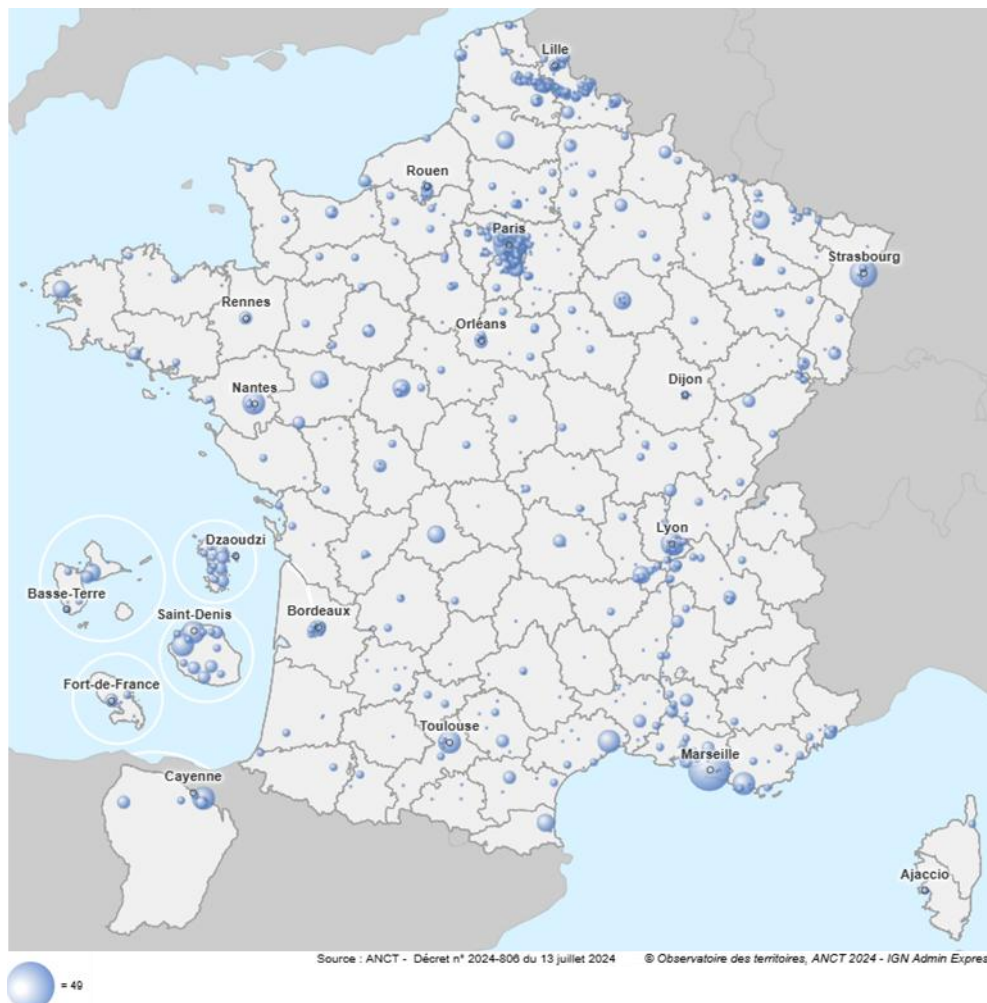 Lille
Rouen
Paris
Strasbourg
Rennes
Orléans
Dijon
Nantes
Lyon
Dzaoudzi
Basse-Terre
Saint-Denis
Bordeaux
Fort-de-France
Toulouse
Marseille
Cayenne
Ajaccio
Source : ANCT - Décret n° 2024-806 du 13 juillet 2024 © Observatoire des territoires, ANCT 2024 - IGN Admin Expres
= 49